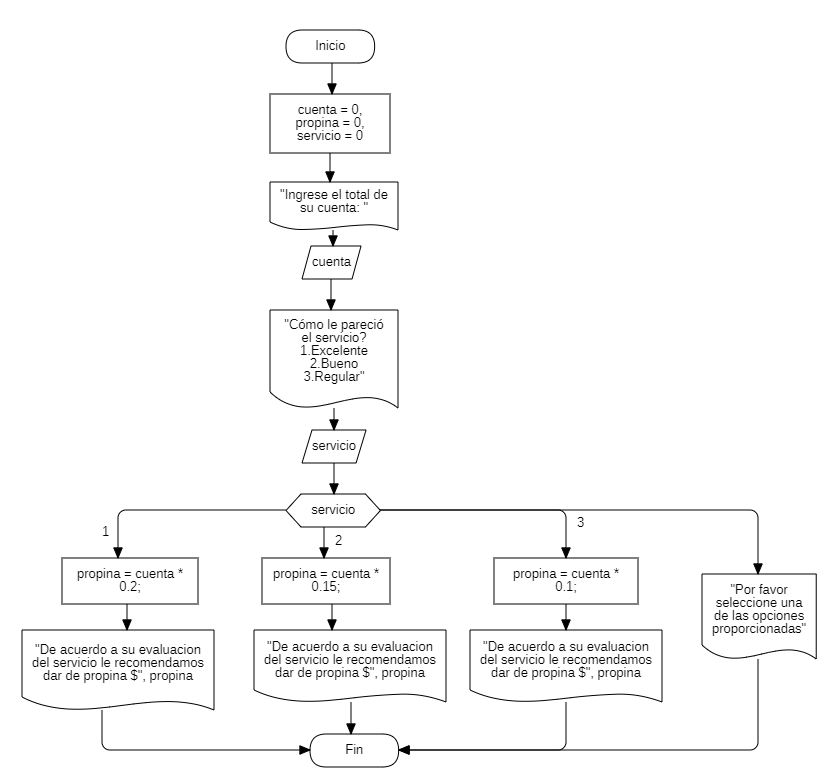 Inicio
cuenta = 0,
propina = 0,
servicio = 0
"Ingrese el total de
su cuenta: "
cuenta
"Cómo le pareció
el servicio?
1.Excelente
2.Bueno
3.Regular"
servicio
servicio
1
2
3
propina = cuenta *
0.2;
propina = cuenta *
0.15;
propina = cuenta *
0.1;
"Por favor
seleccione una
de las opciones
proporcionadas"
"De acuerdo a su evaluacion
del servicio le recomendamos
dar de propina $", propina
"De acuerdo a su evaluacion
del servicio le recomendamos
dar de propina $", propina
"De acuerdo a su evaluacion
del servicio le recomendamos
dar de propina $", propina
Fin